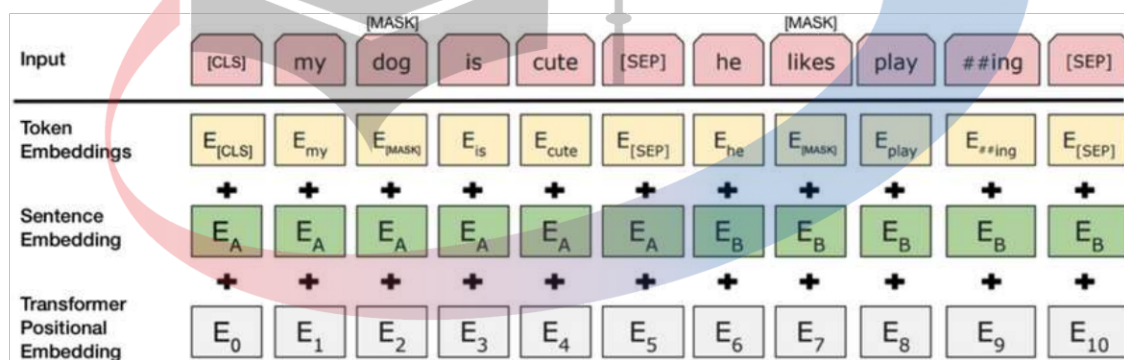 [MASK] [MASK]
Input [CLS] my dog is cute [SEP] he likes play ##ing [SEP]
Token
Embeddings E[CLS] Emy E[MASK] Eis Ecute E[SEP] Ehe E[MASK] Eplay E##ing E[SEP]
+ + + + + + + + + + +
Sentence
Embedding EA EA EA EA EA EA EB EB EB EB EB
+ + + + + + + + + + +
Transformer
Positional
Embedding E0 E1 E2 E3 E4 E5 E6 E7 E8 E9 E10